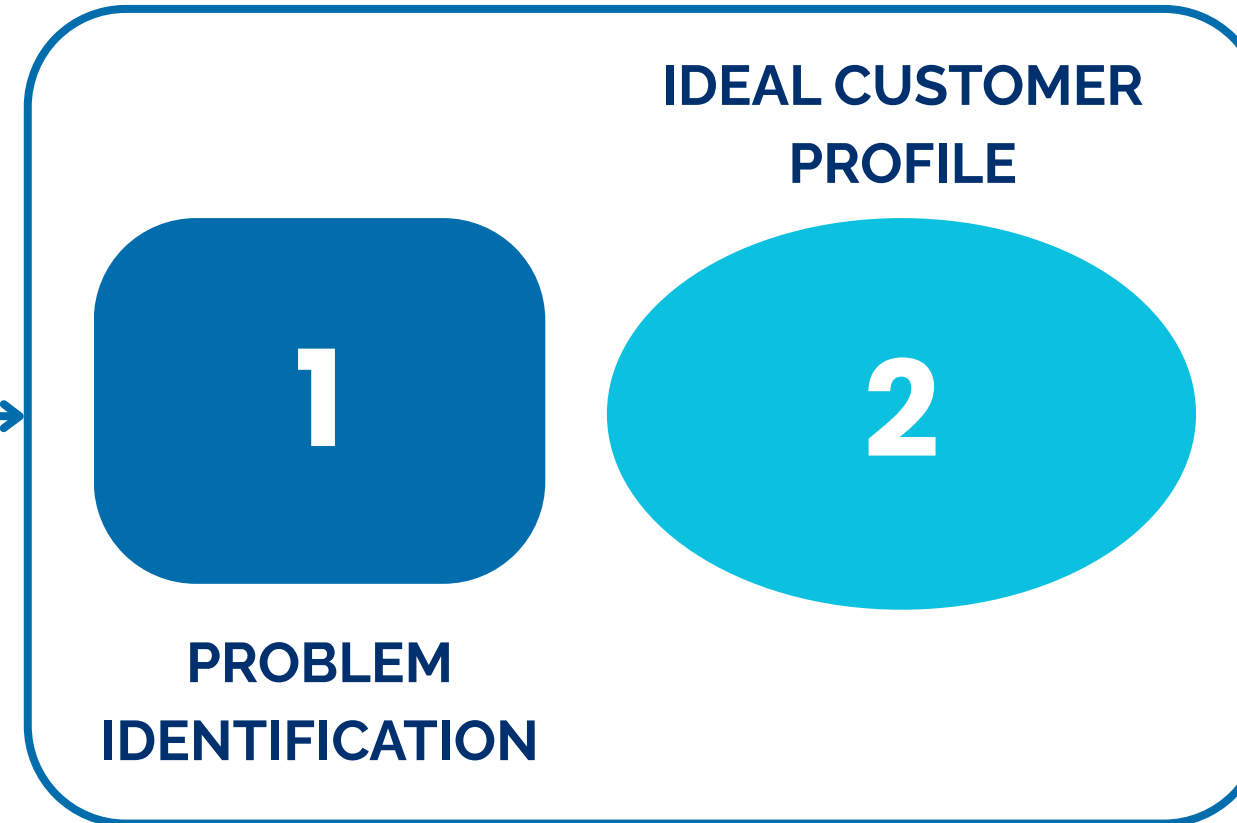 1
PROBLEM
IDENTIFICATION
IDEAL CUSTOMER
PROFILE
2